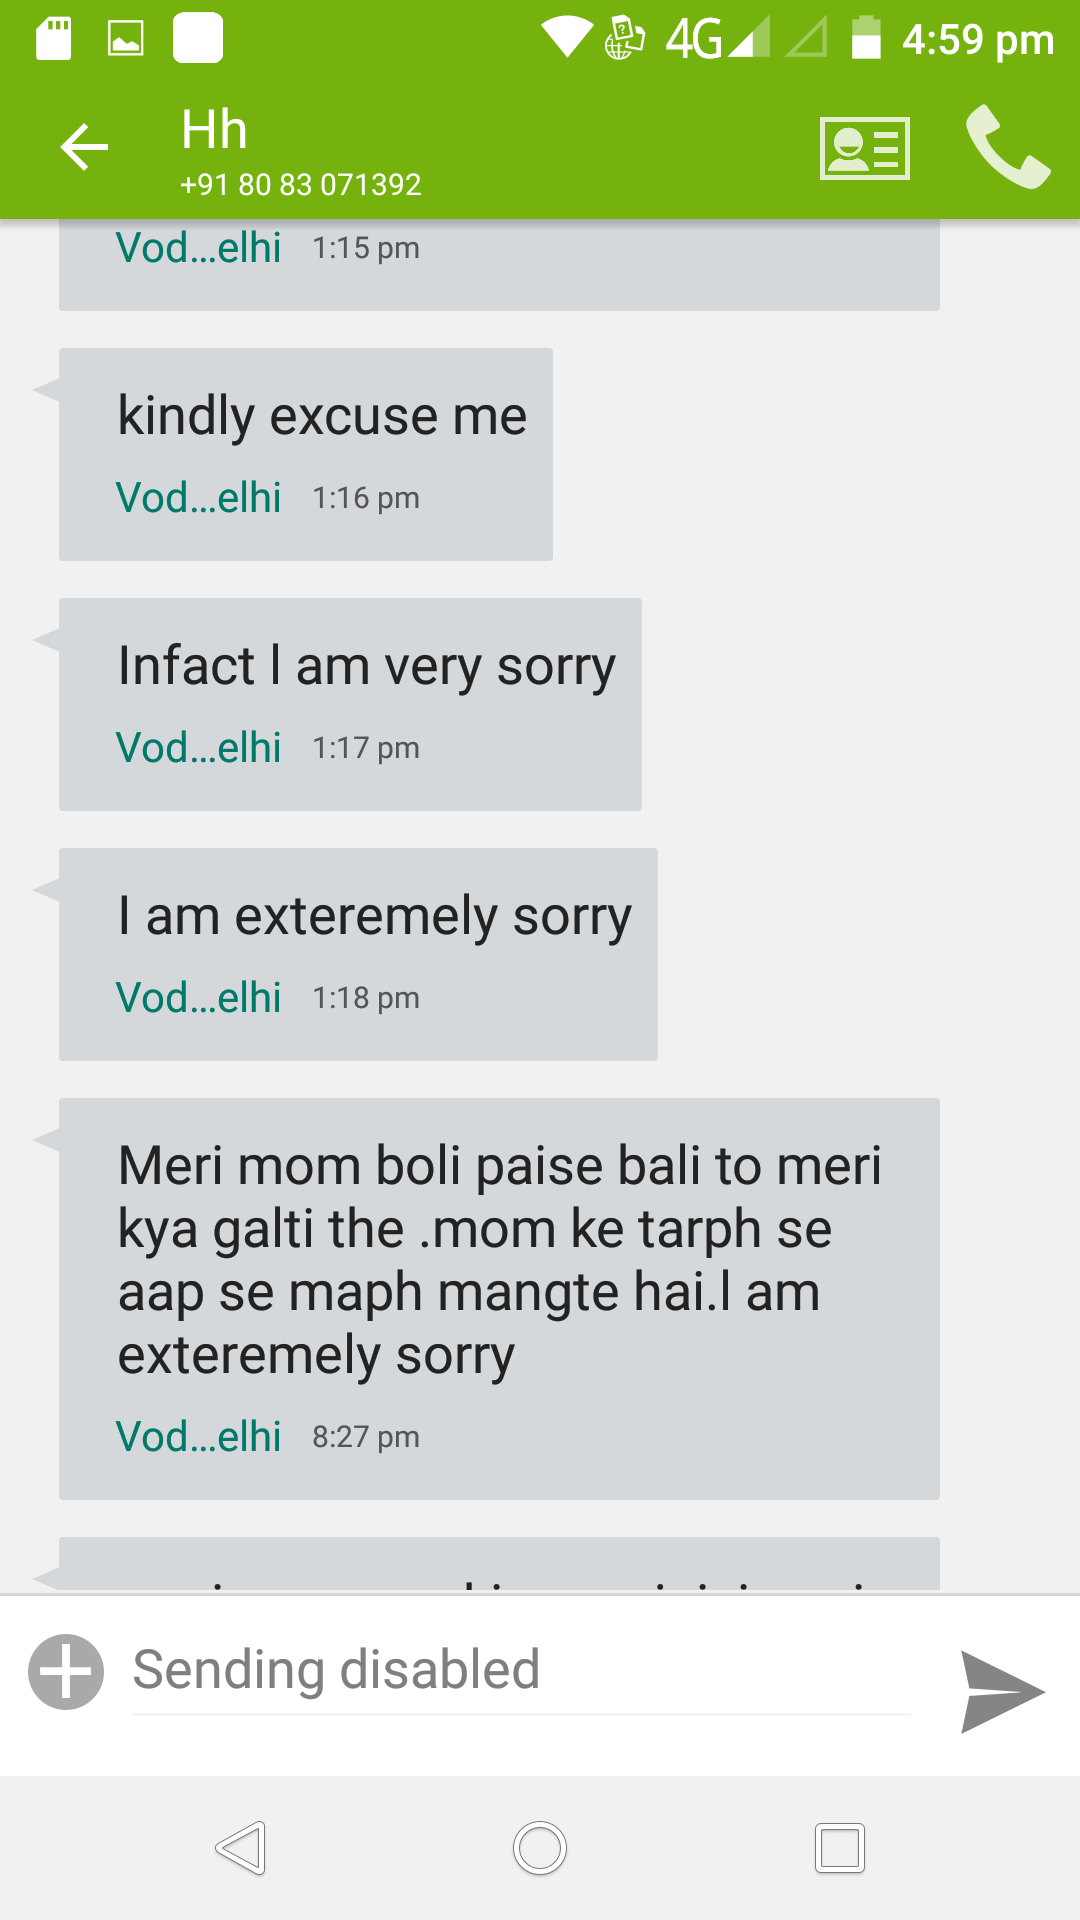 4G 4:59 pm
Hh
+91 80 83 071392
Vod...elhi 1:15 pm
kindly excuse me
Vod...elhi 1:16 pm
Infact I am very sorry
Vod...elhi 1:17 pm
I am exteremely sorry
Vod...elhi 1:18 pm
Meri mom boli paise bali to meri
kya galti the .mom ke tarph se
aap se maph mangte hai.I am
exteremely sorry
Vod...elhi 8:27 pm
Sending disabled